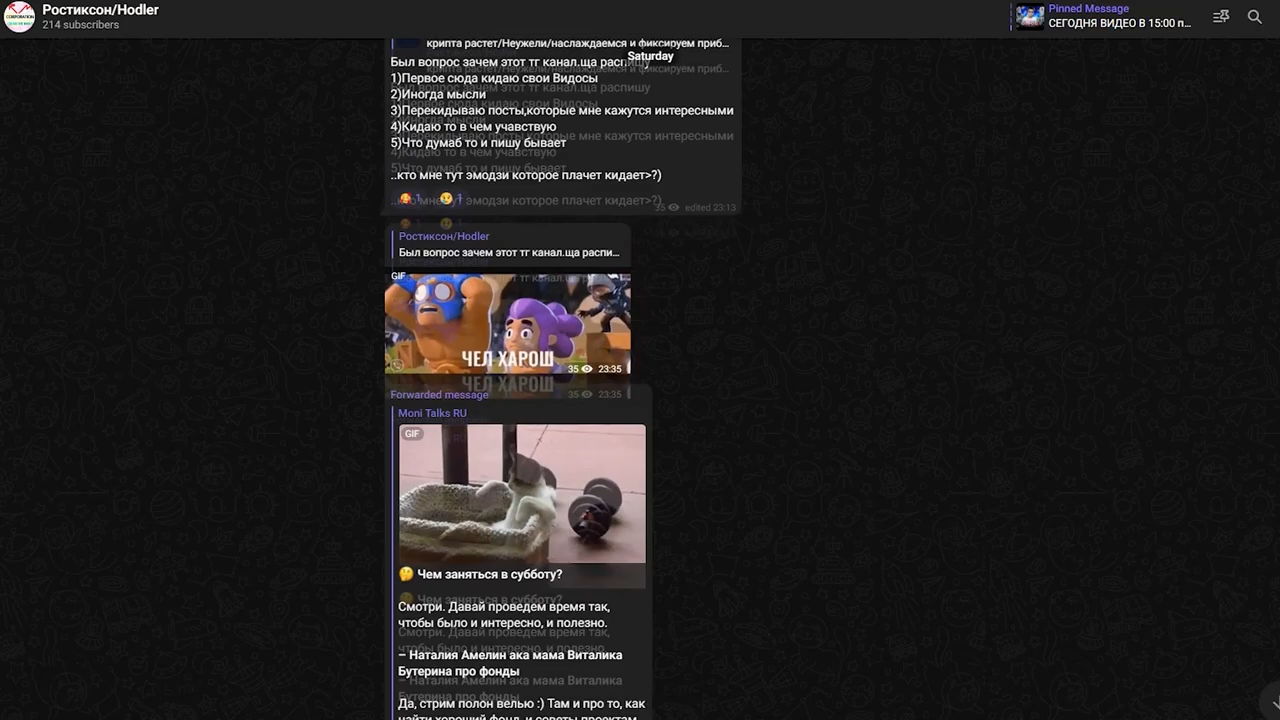 Ростиксон/Hodler
214 subscribers
Pinned Message
СЕГОДНЯ ВИДЕО В 15:00 п...
крипта растет/Неужели/наслаждаемся и фиксируем приб...
Saturday
Был вопрос зачем этот тг канал.ща распишу
1)Первое сюда кидаю свои Видосы
2)Иногда мысли
3)Перекидываю посты,которые мне кажутся интересными
4)Кидаю то в чем учавствую
5)Что думаб то и пишу бывает
..кто мне тут эмодзи которое плачет кидает>?)
35 edited 23:13
Ростиксон/Hodler
Был вопрос зачем этот тг канал.ща распи...
GIF
ЧЕЛ ХАРОШ
35 23:35
Forwarded message
Moni Talks RU
GIF
🤔 Чем заняться в субботу?
Смотри. Давай проведем время так,
чтобы было и интересно, и полезно.
– Наталия Амелин ака мама Виталика
Бутерина про фонды
Да, стрим полон велью :) Там и про то, как
найти хороший фонд, и советы проектам